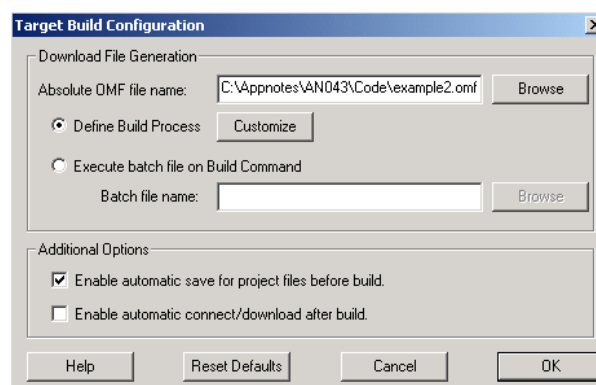 Target Build Configuration
Download File Generation
Absolute OMF file name: C:\Appnotes\AN043\Code\example2.omf Browse
Define Build Process Customize
Execute batch file on Build Command
Batch file name: Browse
Additional Options
Enable automatic save for project files before build.
Enable automatic connect/download after build.
Help Reset Defaults Cancel OK